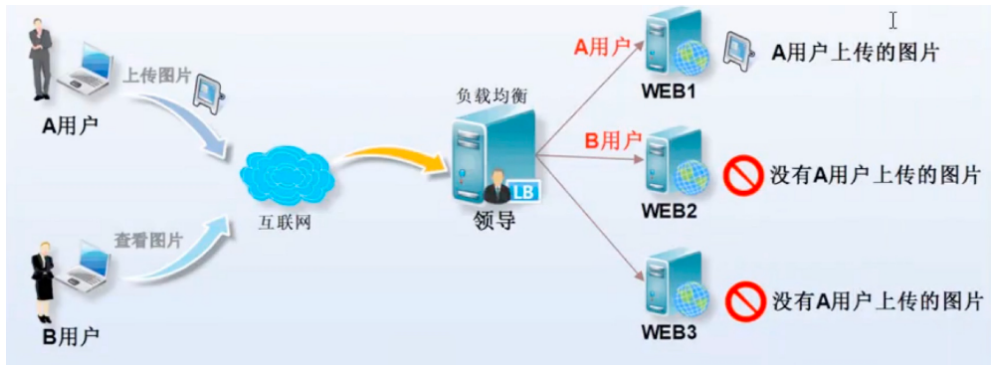 上传图片
A用户
查看图片
B用户
互联网
负载均衡
LB
领导
A用户
B用户
WEB1
A用户上传的图片
WEB2
没有A用户上传的图片
WEB3
没有A用户上传的图片